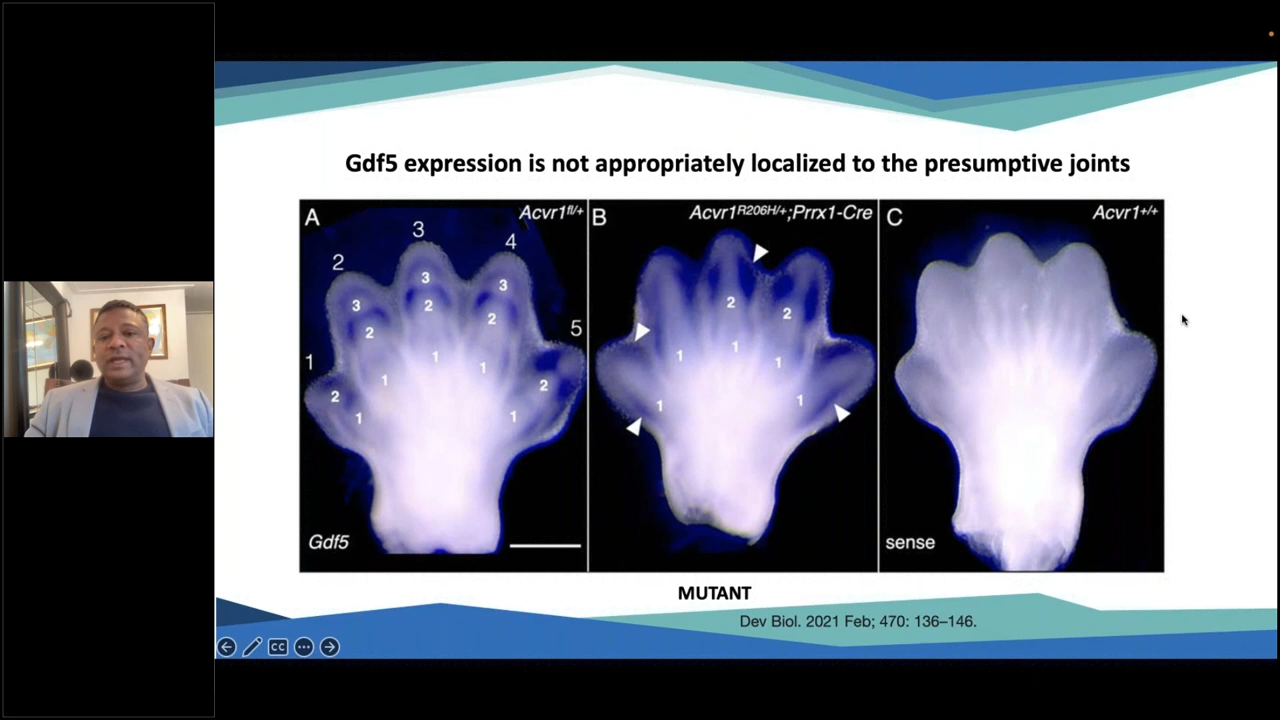 Gdf5 expression is not appropriately localized to the presumptive joints
A
Acvr1fl/+
1
2
3
4
5
3
3
3
2
2
2
1
1
1
2
2
1
1
Gdf5
B
Acvr1R206H/+;Prrx1-Cre
2
2
1
1
1
1
1
C
Acvr1+/+
sense
MUTANT
Dev Biol. 2021 Feb; 470: 136–146.
CC